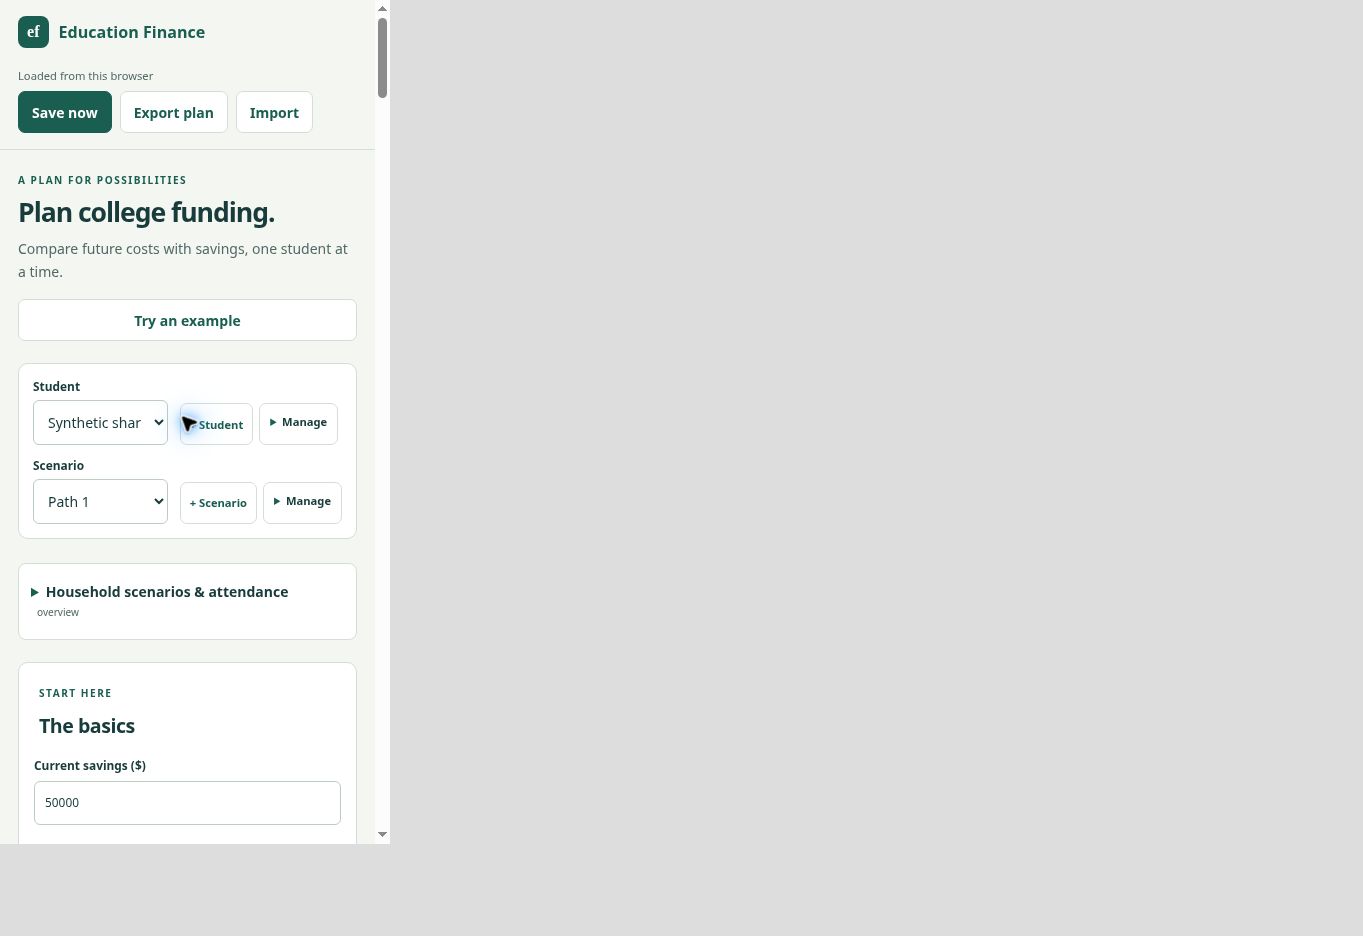 ef Education Finance
Loaded from this browser
Save now Export plan Import
A PLAN FOR POSSIBILITIES
Plan college funding.
Compare future costs with savings, one student at
a time.
Try an example
Student
Synthetic shar Student Manage
Scenario
Path 1 + Scenario Manage
Household scenarios & attendance
overview
START HERE
The basics
Current savings ($)
50000